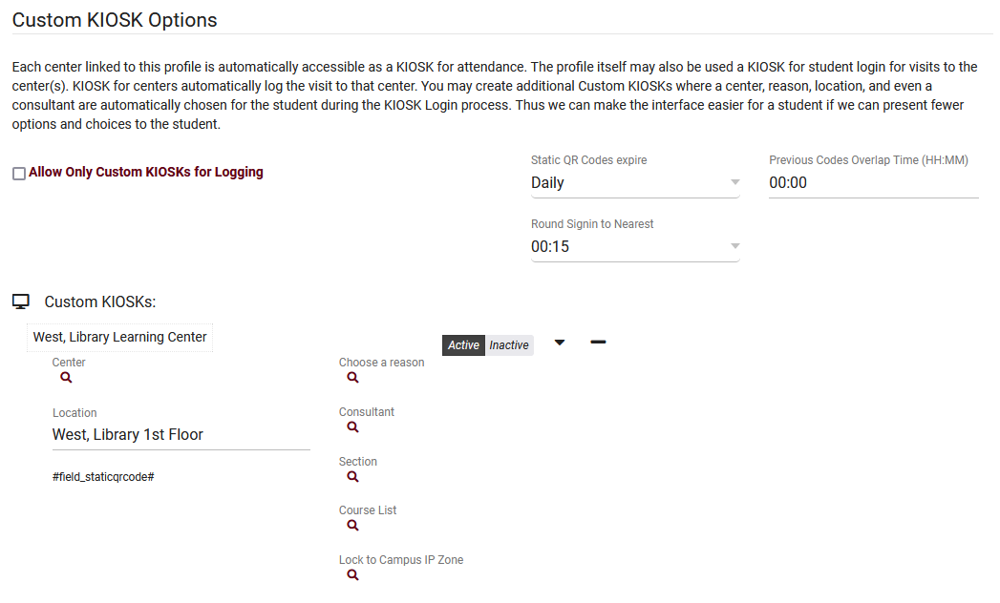 Custom KIOSK Options
Each center linked to this profile is automatically accessible as a KIOSK for attendance. The profile itself may also be used a KIOSK for student login for visits to the
center(s). KIOSK for centers automatically log the visit to that center. You may create additional Custom KIOSKs where a center, reason, location, and even a
consultant are automatically chosen for the student during the KIOSK Login process. Thus we can make the interface easier for a student if we can present fewer
options and choices to the student.
Allow Only Custom KIOSKs for Logging
Static QR Codes expire
Daily
Previous Codes Overlap Time (HH:MM)
00:00
Round Signin to Nearest
00:15
Custom KIOSKs:
West, Library Learning Center
Active Inactive
Center
Choose a reason
Location
West, Library 1st Floor
Consultant
#field_staticqrcode#
Section
Course List
Lock to Campus IP Zone